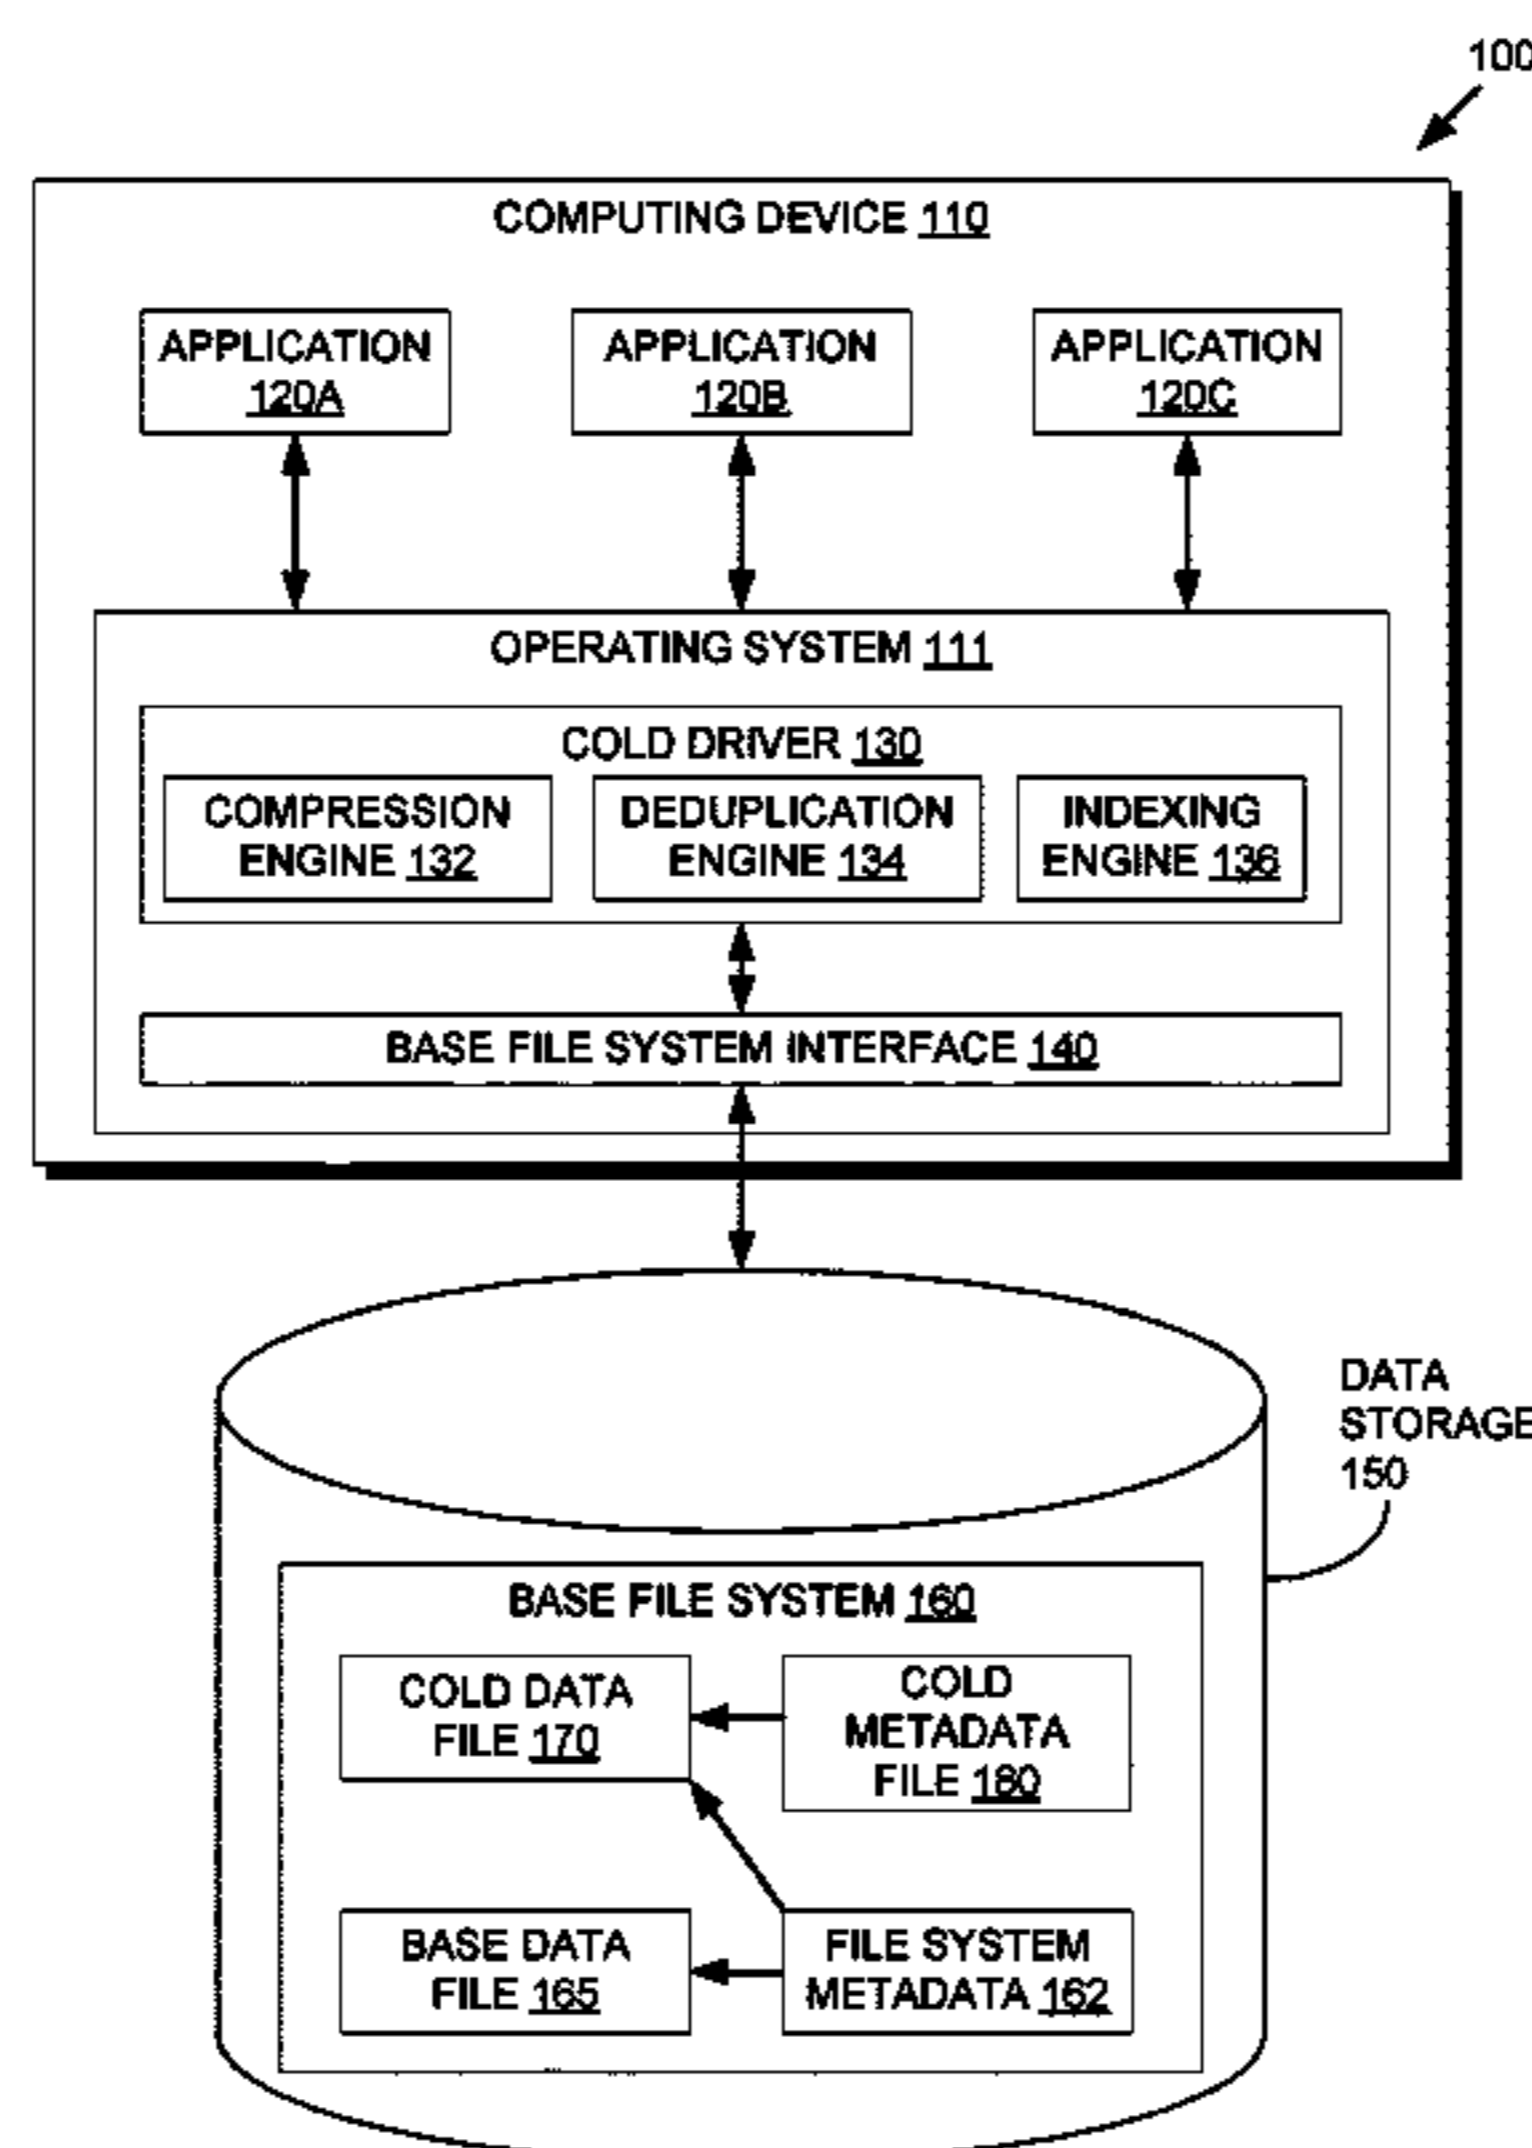 100
COMPUTING DEVICE 110
APPLICATION
120A
APPLICATION
120B
APPLICATION
120C
OPERATING SYSTEM 111
COLD DRIVER 130
COMPRESSION
ENGINE 132
DEDUPLICATION
ENGINE 134
INDEXING
ENGINE 136
BASE FILE SYSTEM INTERFACE 140
DATA
STORAGE
150
BASE FILE SYSTEM 160
COLD DATA
FILE 170
COLD
METADATA
FILE 180
BASE DATA
FILE 165
FILE SYSTEM
METADATA 162